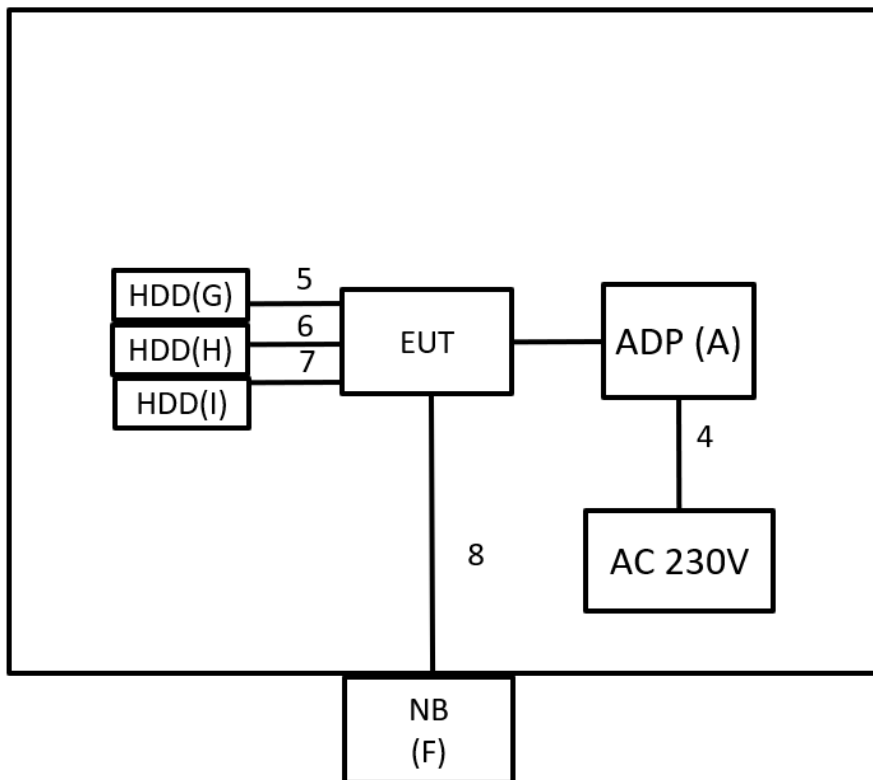 HDD(G)
5
HDD(H)
6
HDD(I)
7
EUT
ADP (A)
4
AC 230V
8
NB
(F)